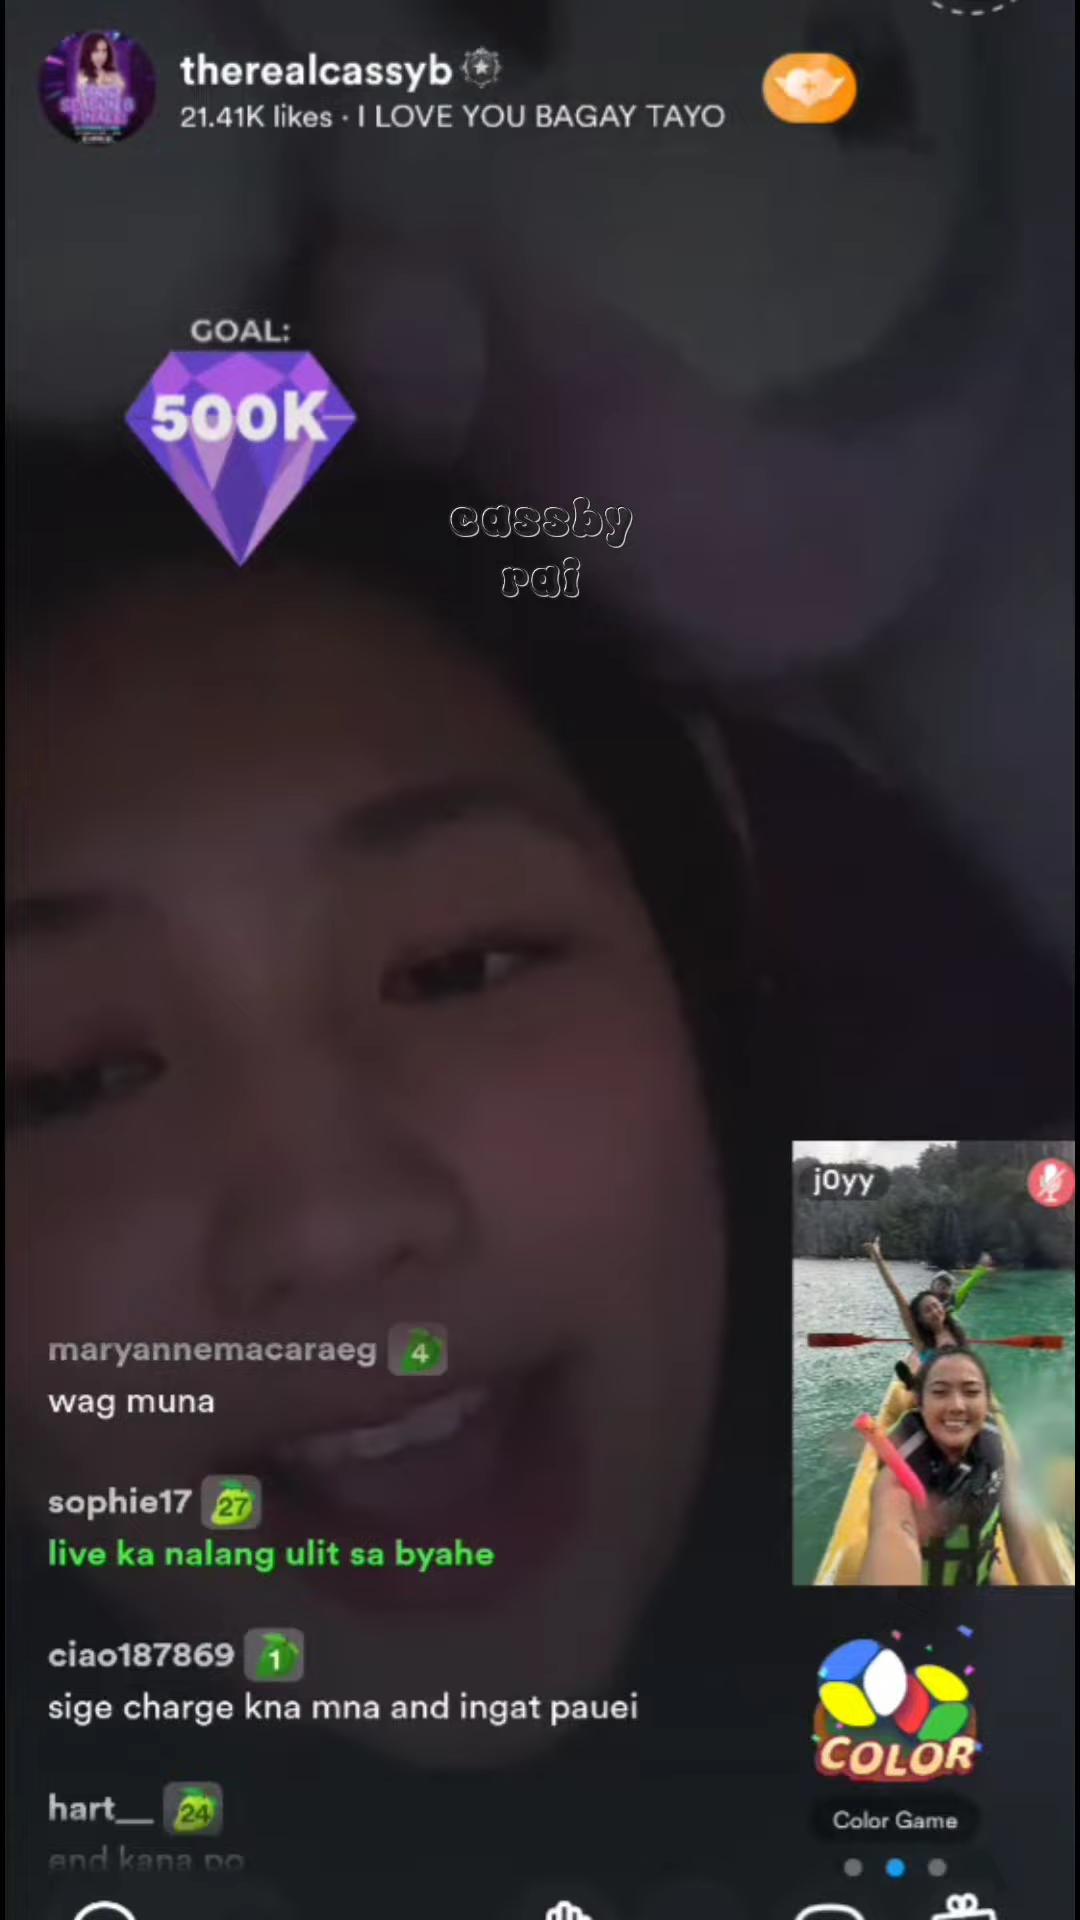 therealcassyb
21.41K likes · I LOVE YOU BAGAY TAYO
GOAL:
500K
cassby
rai
j0yy
maryannemacaraeg 4
wag muna
sophie17 27
live ka nalang ulit sa byahe
ciao187869 1
sige charge kna mna and ingat pauei
hart__ 24
end kana po
COLOR
Color Game